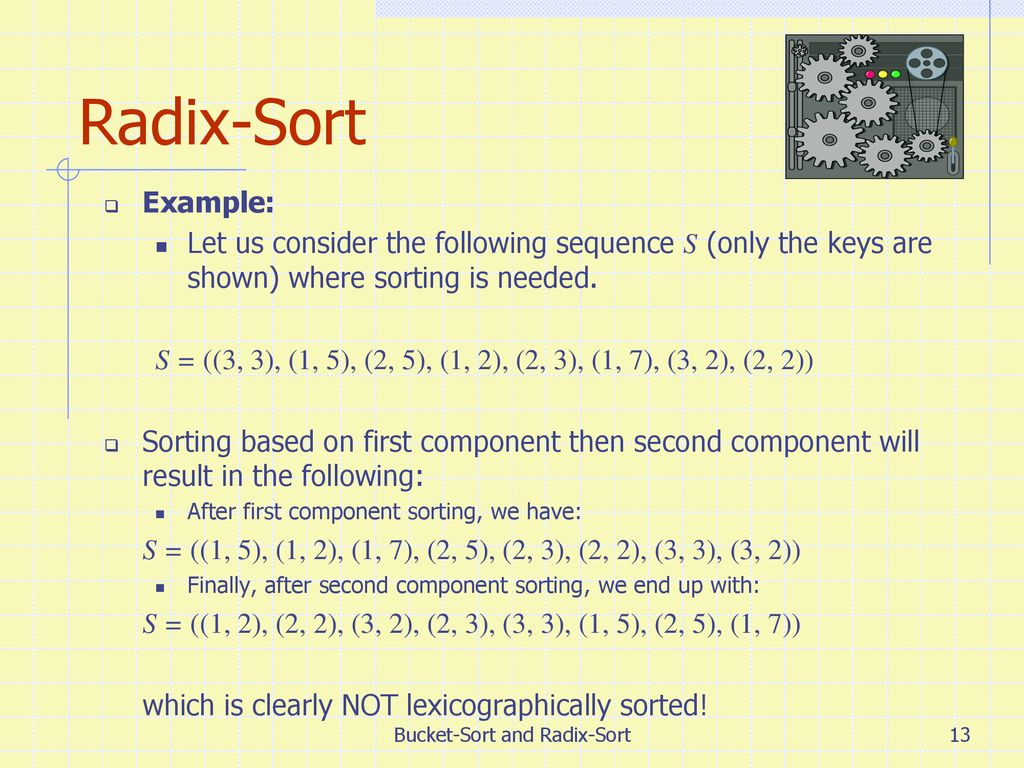 Radix-Sort
Example:
Let us consider the following sequence S (only the keys are
shown) where sorting is needed.
S = ((3, 3), (1, 5), (2, 5), (1, 2), (2, 3), (1, 7), (3, 2), (2, 2))
Sorting based on first component then second component will
result in the following:
After first component sorting, we have:
S = ((1, 5), (1, 2), (1, 7), (2, 5), (2, 3), (2, 2), (3, 3), (3, 2))
Finally, after second component sorting, we end up with:
S = ((1, 2), (2, 2), (3, 2), (2, 3), (3, 3), (1, 5), (2, 5), (1, 7))
which is clearly NOT lexicographically sorted!
Bucket-Sort and Radix-Sort 13